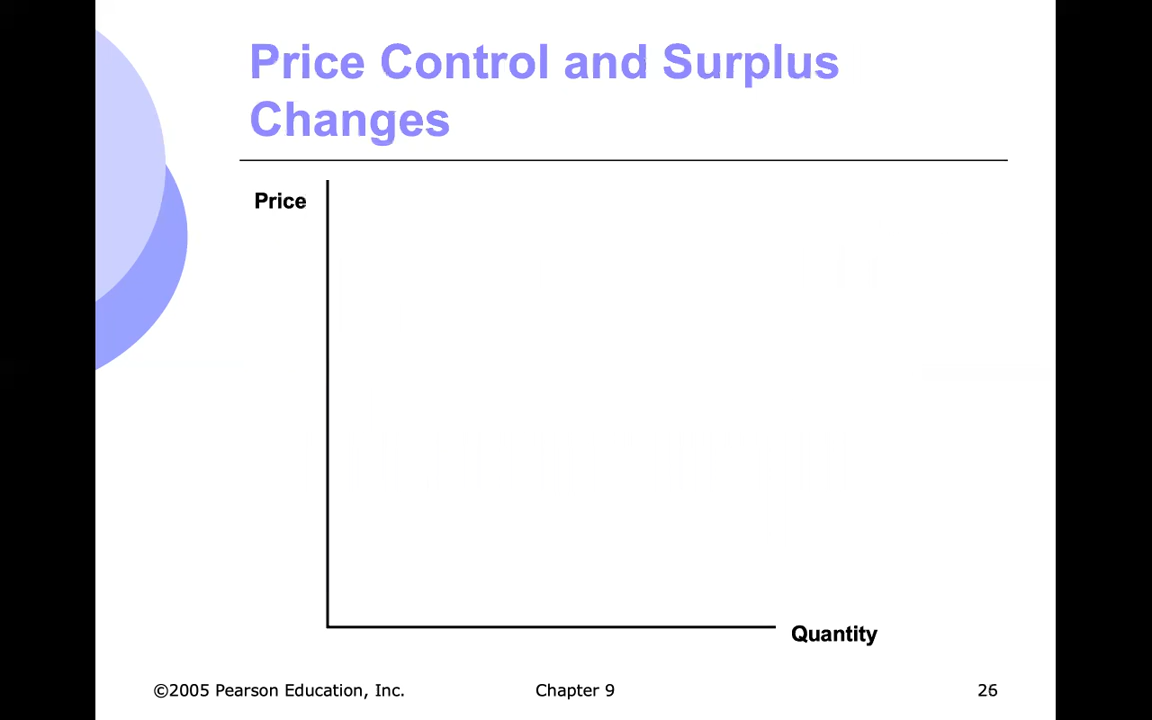 Price Control and Surplus
Changes
Price
Quantity
©2005 Pearson Education, Inc.
Chapter 9
26